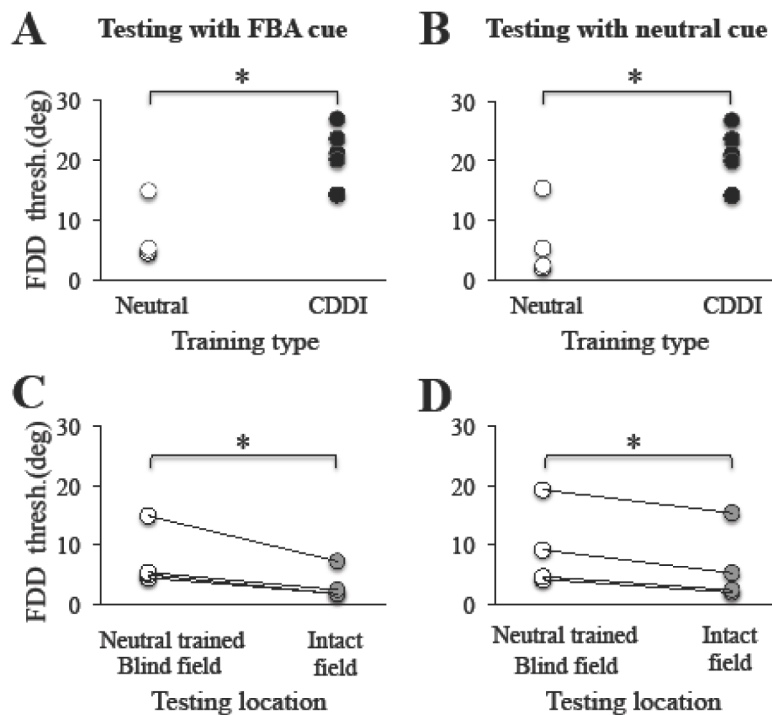 A Testing with FBA cue
*
FDD thresh.(deg)
30
20
10
0
Neutral CDDI
Training type
B Testing with neutral cue
*
30
20
10
0
Neutral CDDI
Training type
C
*
FDD thresh.(deg)
30
20
10
0
Neutral trained Intact
Blind field field
Testing location
D
*
30
20
10
0
Neutral trained Intact
Blind field field
Testing location